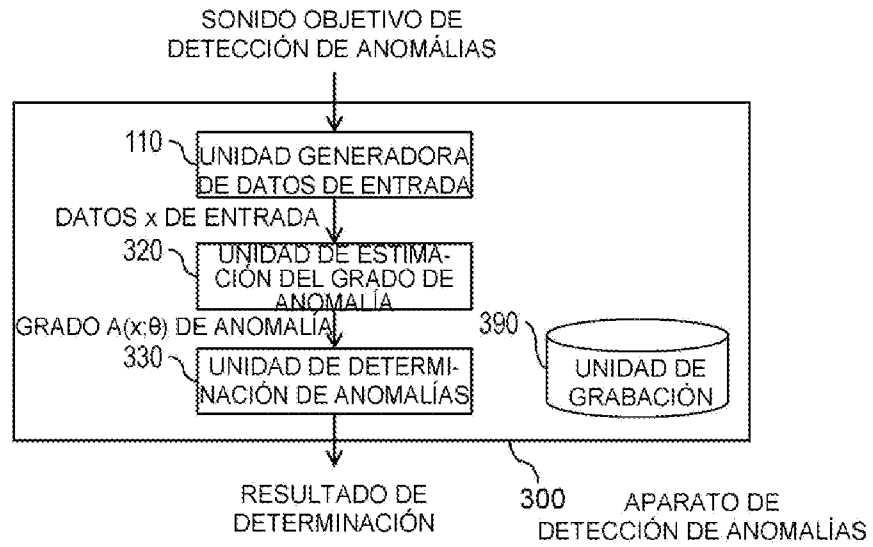 SONIDO OBJETIVO DE
DETECCIÓN DE ANOMÁLIAS
110
UNIDAD GENERADORA
DE DATOS DE ENTRADA
DATOS x DE ENTRADA
320
UNIDAD DE ESTIMA-
CIÓN DEL GRADO DE
ANOMALÍA
GRADO A(x;θ) DE ANOMALÍA
330
UNIDAD DE DETERMI-
NACIÓN DE ANOMALÍAS
390
UNIDAD DE
GRABACIÓN
RESULTADO DE
DETERMINACIÓN
300
APARATO DE
DETECCIÓN DE ANOMALÍAS